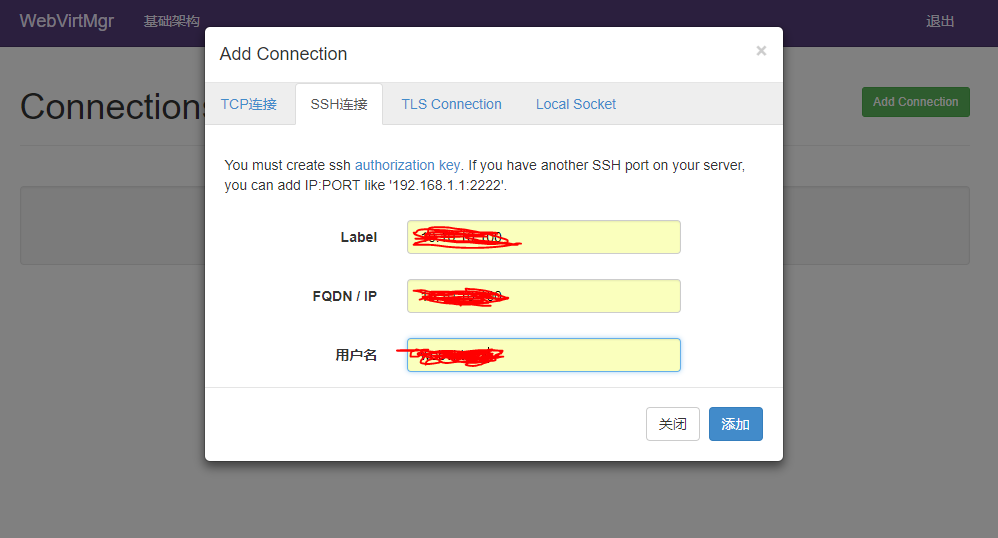 WebVirtMgr 基础架构 退出
Add Connection ×
Connections Add Connection
TCP连接 SSH连接 TLS Connection Local Socket
You must create ssh authorization key. If you have another SSH port on your server,
you can add IP:PORT like '192.168.1.1:2222'.
Label
FQDN / IP
用户名
关闭 添加